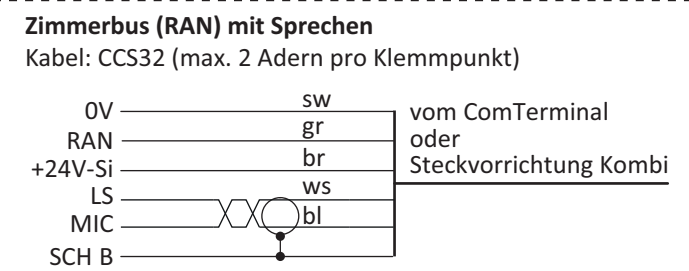 Zimmerbus (RAN) mit Sprechen
Kabel: CCS32 (max. 2 Adern pro Klemmpunkt)
0V sw vom ComTerminal
RAN gr oder
+24V-Si br Steckvorrichtung Kombi
LS ws
MIC bl
SCH B